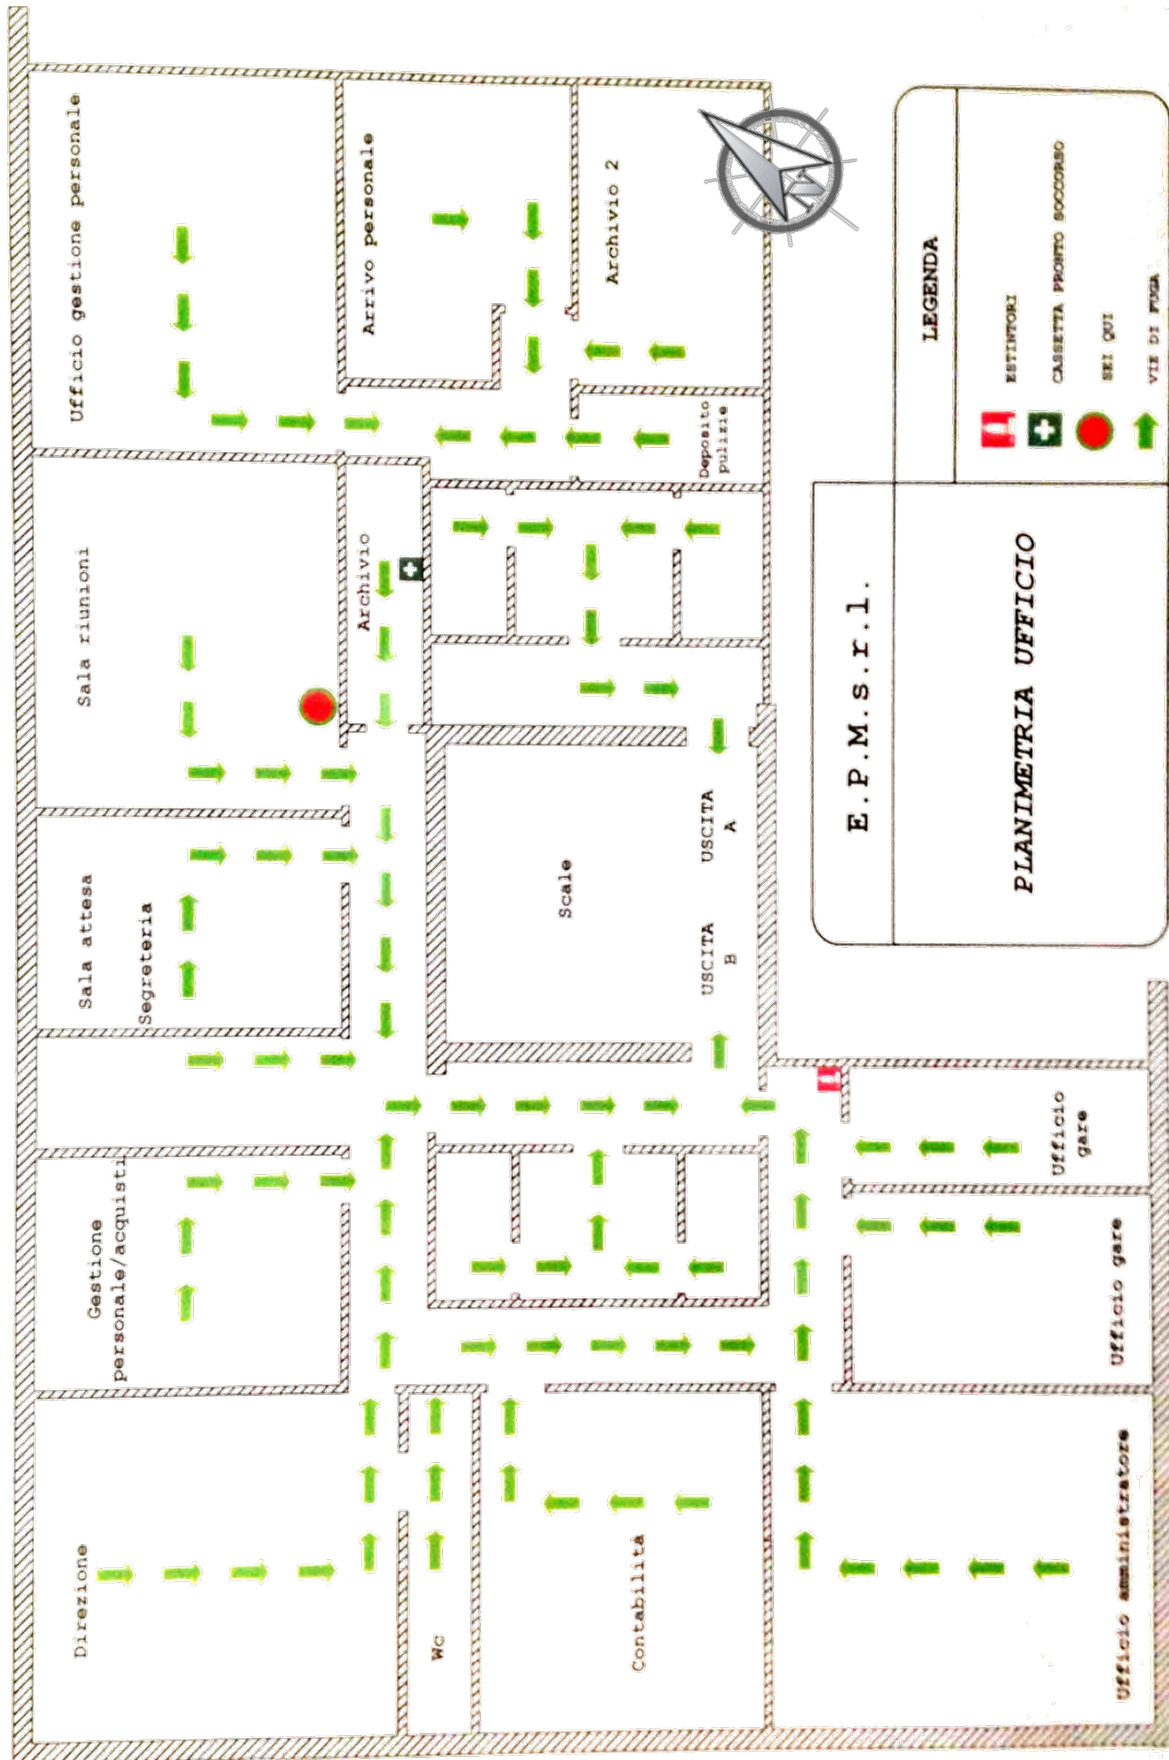 Ufficio gestione personale
Arrivo personale
Archivio 2
Sala riunioni
Archivio
Deposito
pulizie
Sala attesa
Segreteria
Scale
USCITA
A
USCITA
B
Gestione
personale/acquisti
Direzione
Wc
Contabilità
Ufficio
gare
Ufficio gare
Ufficio amministratore
N
LEGENDA
ESTINTORI
CASSETTA PRONTO SOCCORSO
SEI QUI
VIE DI FUGA
E.P.M.s.r.l.
PLANIMETRIA UFFICIO